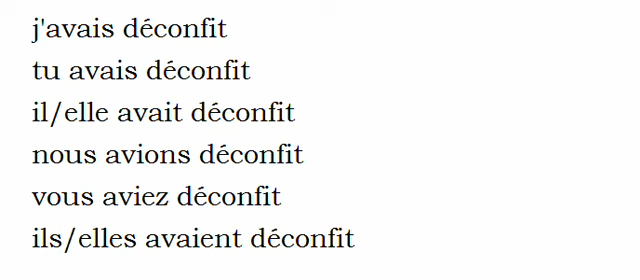 j'avais déconfit
tu avais déconfit
il/elle avait déconfit
nous avions déconfit
vous aviez déconfit
ils/elles avaient déconfit